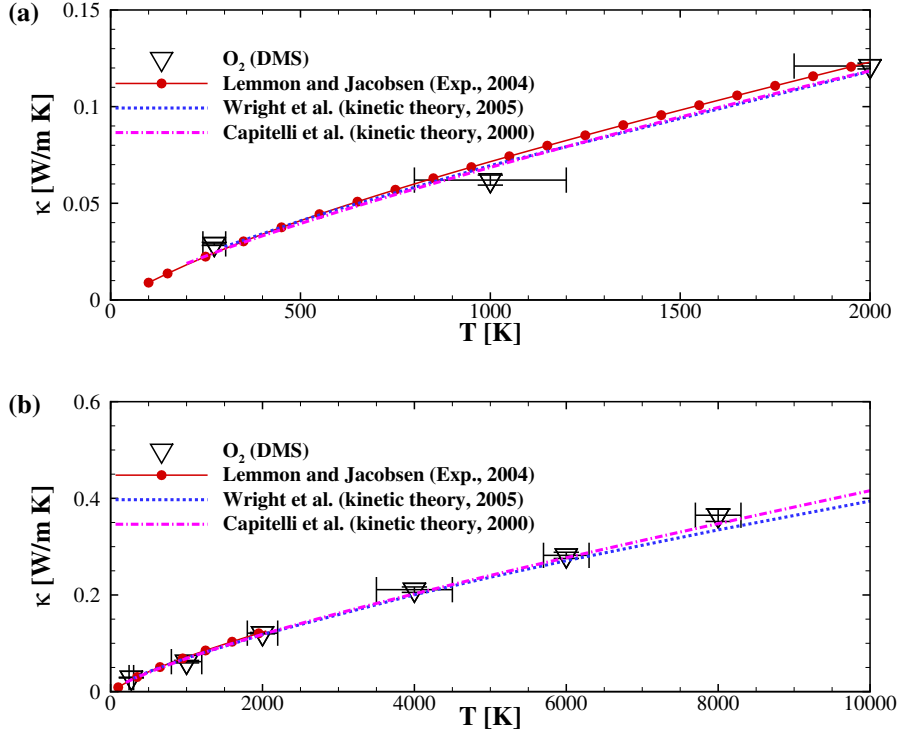 (a)
0.15
0.1
0.05
0
κ [W/m K]
O2 (DMS)
Lemmon and Jacobsen (Exp., 2004)
Wright et al. (kinetic theory, 2005)
Capitelli et al. (kinetic theory, 2000)
500 1000 1500 2000
T [K]
(b)
0.6
0.4
0.2
0
κ [W/m K]
O2 (DMS)
Lemmon and Jacobsen (Exp., 2004)
Wright et al. (kinetic theory, 2005)
Capitelli et al. (kinetic theory, 2000)
0 2000 4000 6000 8000 10000
T [K]